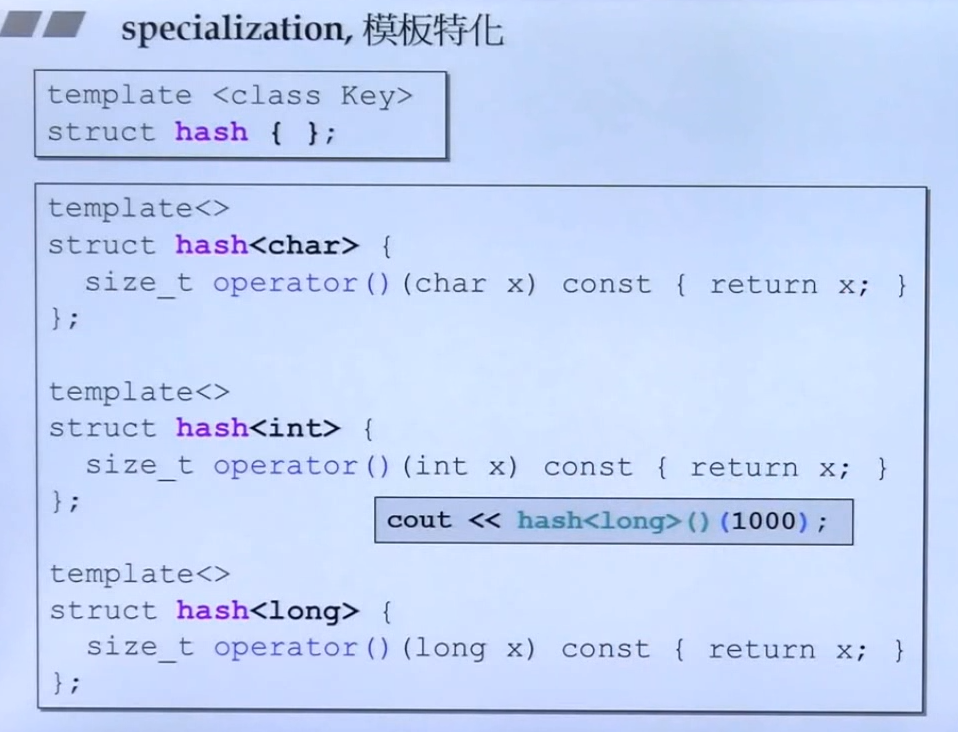 specialization, 模板特化
template <class Key>
struct hash { };
template<>
struct hash<char> {
size_t operator()(char x) const { return x; }
};
template<>
struct hash<int> {
size_t operator()(int x) const { return x; }
};
cout << hash<long>()(1000);
template<>
struct hash<long> {
size_t operator()(long x) const { return x; }
};